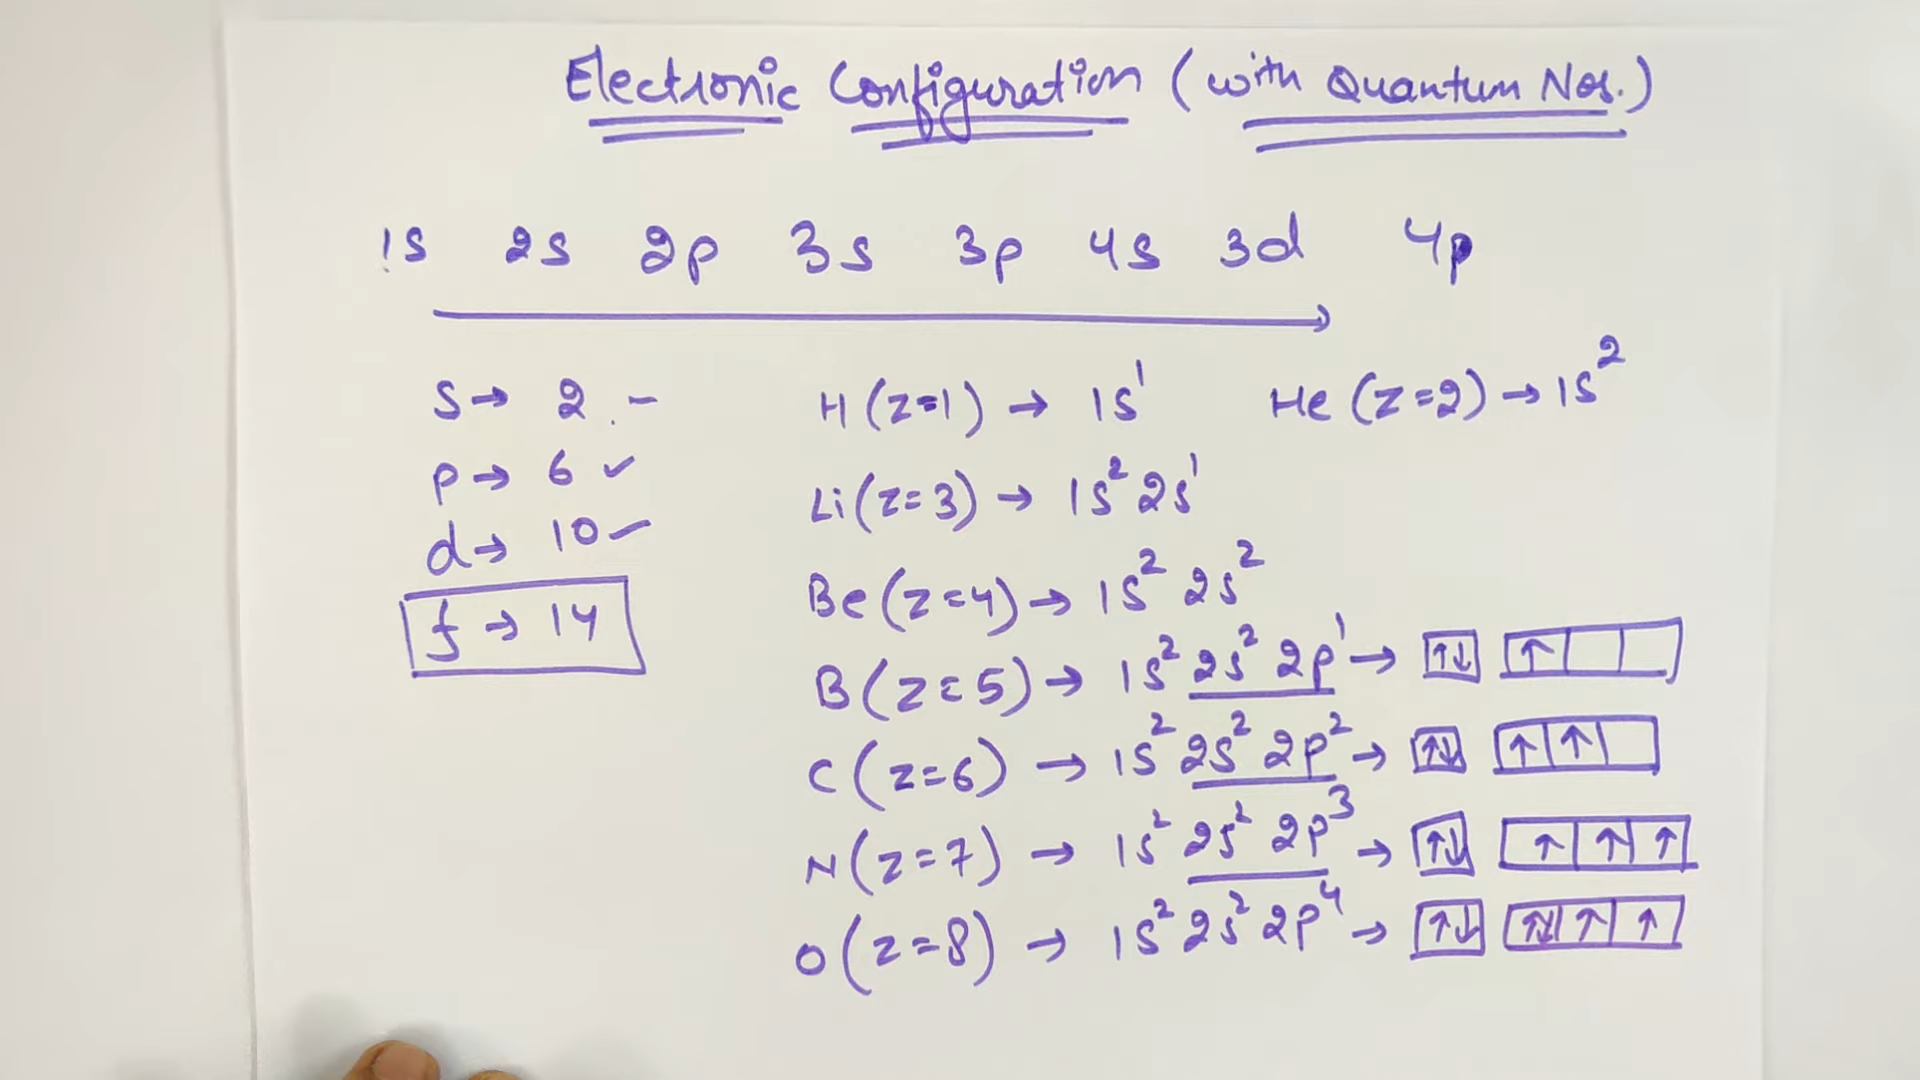 Electronic Configuration (with Quantum Nos.)
1s 2s 2p 3s 3p 4s 3d 4p
s → 2
p → 6 ✓
d → 10
f → 14
H (z=1) → 1s¹
He (z=2) → 1s²
Li (z=3) → 1s² 2s¹
Be (z=4) → 1s² 2s²
B (z=5) → 1s² 2s² 2p¹ → ↑↓ ↑
C (z=6) → 1s² 2s² 2p² → ↑↓ ↑ ↑
N (z=7) → 1s² 2s² 2p³ → ↑↓ ↑ ↑ ↑
O (z=8) → 1s² 2s² 2p⁴ → ↑↓ ↑↓ ↑ ↑